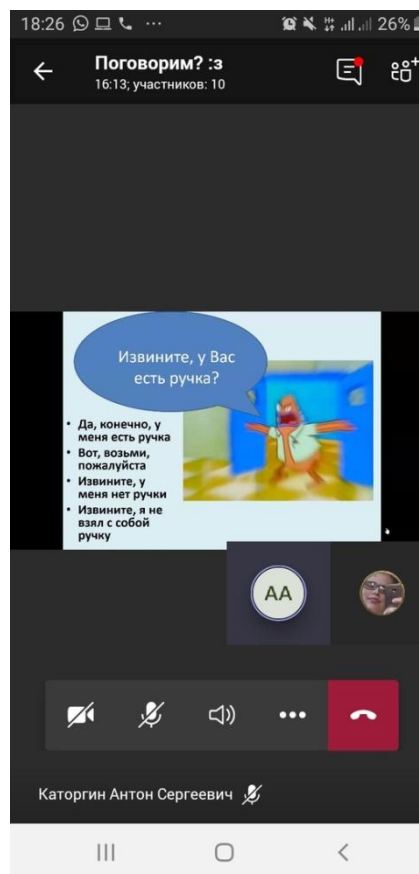 18:26
26%
Поговорим? :з
16:13; участников: 10
Извините, у Вас
есть ручка?
• Да, конечно, у
меня есть ручка
• Вот, возьми,
пожалуйста
• Извините, у
меня нет ручки
• Извините, я не
взял с собой
ручку
AA
Каторгин Антон Сергеевич